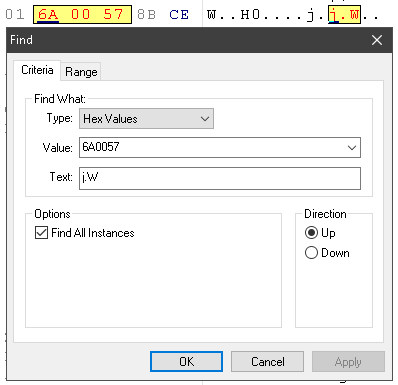 01 6A 00 57 8B CE W..H0....j.j.W..
Find
Criteria Range
Find What:
Type: Hex Values
Value: 6A0057
Text: j.W
Options Direction
Find All Instances Up
Down
OK Cancel Apply